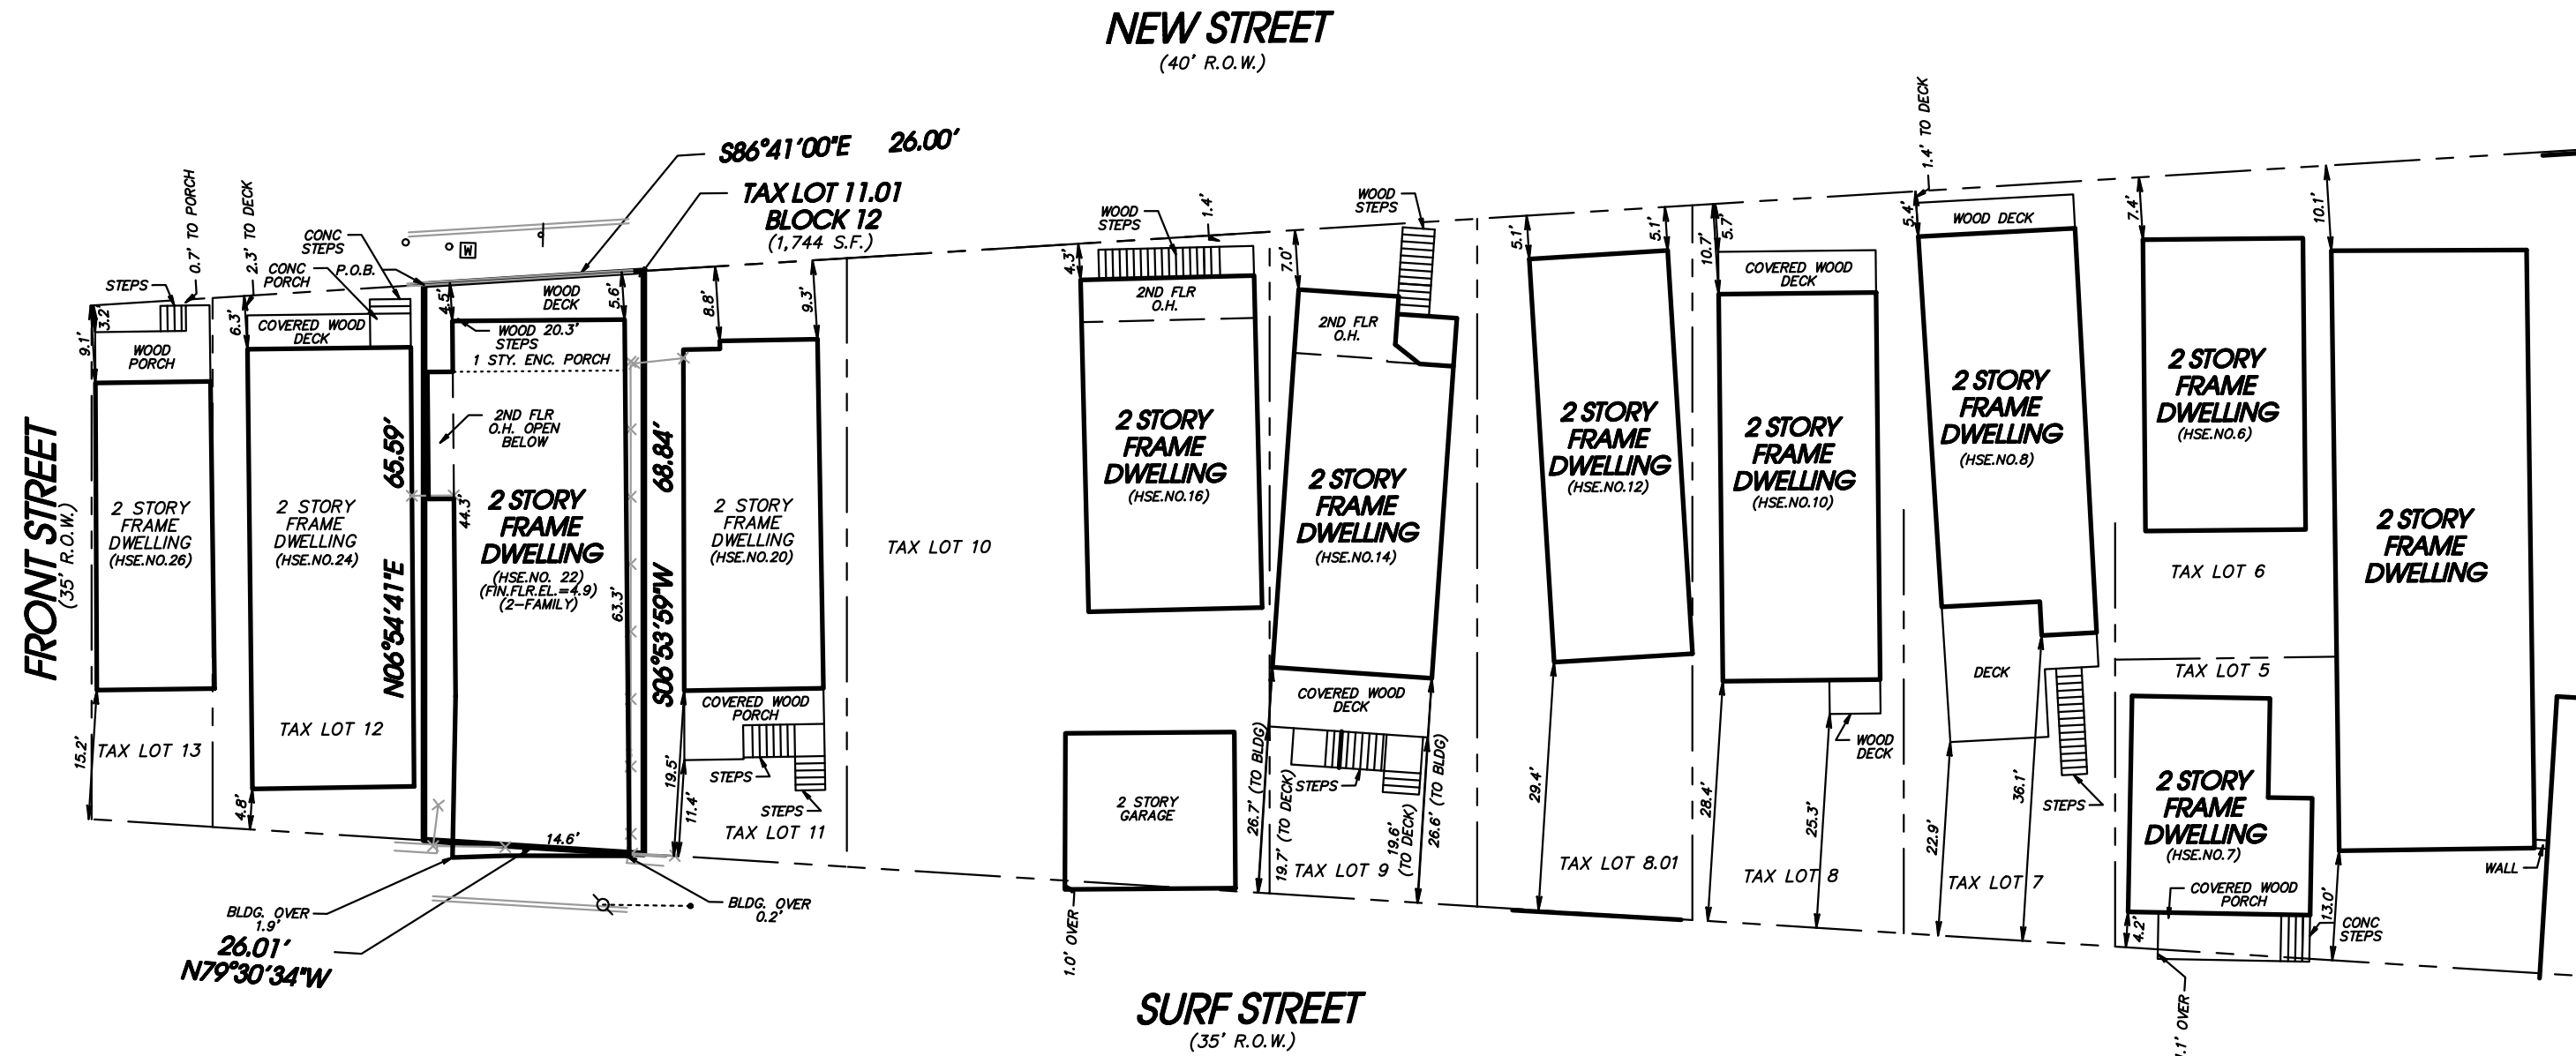 NEW STREET
(40' R.O.W.)
FRONT STREET
(35' R.O.W.)
S86°41'00"E 26.00'
TAX LOT 11.01
BLOCK 12
(1,744 S.F.)
STEPS
0.7' TO PORCH
2.3' TO DECK
CONC
STEPS
CONC
PORCH
P.O.B.
9.1'
3.2'
WOOD
PORCH
6.3'
COVERED WOOD
DECK
4.5'
WOOD
DECK
5.6'
WOOD 20.3'
STEPS
1 STY. ENC. PORCH
8.8'
9.3'
2ND FLR
O.H. OPEN
BELOW
65.59'
N06°54'41"E
44.3'
63.3'
68.84'
S06°53'59"W
2 STORY
FRAME
DWELLING
(HSE.NO.26)
2 STORY
FRAME
DWELLING
(HSE.NO.24)
2 STORY
FRAME
DWELLING
(HSE.NO. 22)
(FIN.FLR.EL.=4.9)
(2-FAMILY)
2 STORY
FRAME
DWELLING
(HSE.NO.20)
TAX LOT 13
TAX LOT 12
15.2'
4.8'
14.6'
COVERED WOOD
PORCH
STEPS
STEPS
19.5'
11.4'
TAX LOT 11
BLDG. OVER
1.9'
26.01'
N79°30'34"W
BLDG. OVER
0.2'
TAX LOT 10
WOOD
STEPS
1.4'
4.3'
2ND FLR
O.H.
2 STORY
FRAME
DWELLING
(HSE.NO.16)
2 STORY
GARAGE
1.0' OVER
WOOD
STEPS
7.0'
2ND FLR
O.H.
2 STORY
FRAME
DWELLING
(HSE.NO.14)
COVERED WOOD
DECK
STEPS
26.7' (TO BLDG)
19.7' (TO DECK)
19.6'
(TO DECK)
26.6' (TO BLDG)
TAX LOT 9
5.1'
5.1'
2 STORY
FRAME
DWELLING
(HSE.NO.12)
29.4'
TAX LOT 8.01
10.7'
5.7'
COVERED WOOD
DECK
2 STORY
FRAME
DWELLING
(HSE.NO.10)
28.4'
25.3'
WOOD
DECK
TAX LOT 8
1.4' TO DECK
5.4'
WOOD DECK
2 STORY
FRAME
DWELLING
(HSE.NO.8)
DECK
22.9'
36.1'
STEPS
TAX LOT 7
7.4'
2 STORY
FRAME
DWELLING
(HSE.NO.6)
TAX LOT 6
TAX LOT 5
2 STORY
FRAME
DWELLING
(HSE.NO.7)
COVERED WOOD
PORCH
4.2'
CONC
STEPS
10.1'
2 STORY
FRAME
DWELLING
13.0'
WALL
W
SURF STREET
(35' R.O.W.)